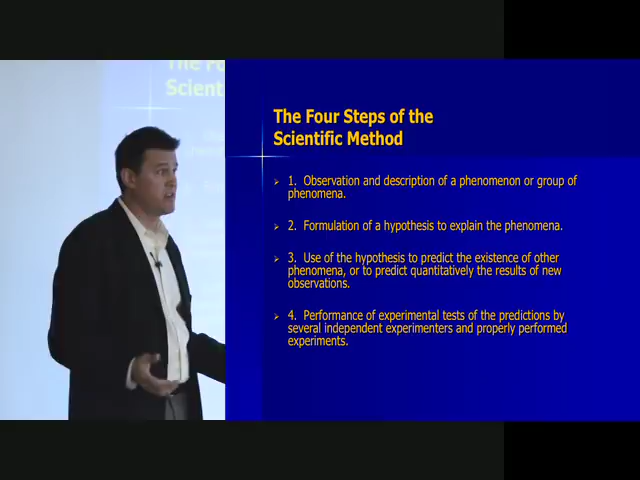 The Fo
Scient
The Four Steps of the
Scientific Method
1. Observation and description of a phenomenon or group of
phenomena.
2. Formulation of a hypothesis to explain the phenomena.
3. Use of the hypothesis to predict the existence of other
phenomena, or to predict quantitatively the results of new
observations.
4. Performance of experimental tests of the predictions by
several independent experimenters and properly performed
experiments.